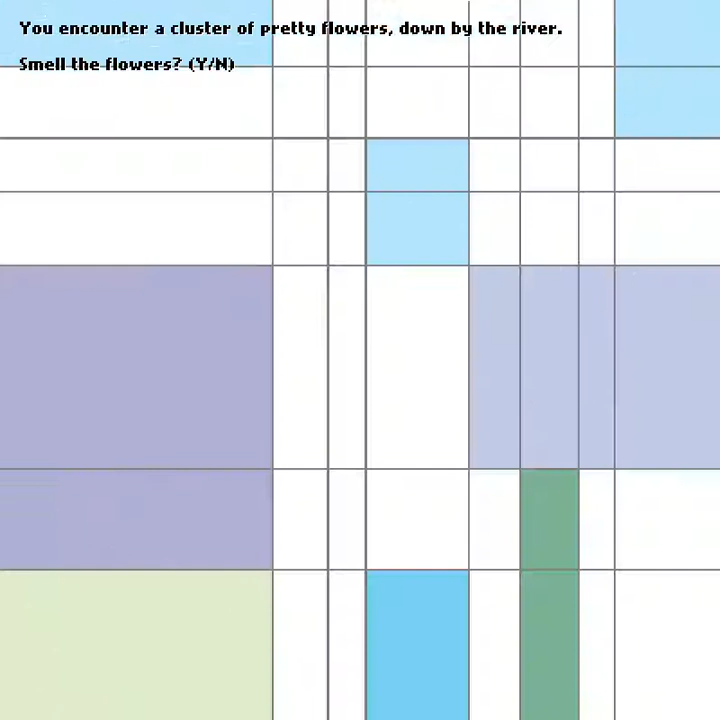 You encounter a cluster of pretty flowers, down by the river.
Smell the flowers? (Y/N)